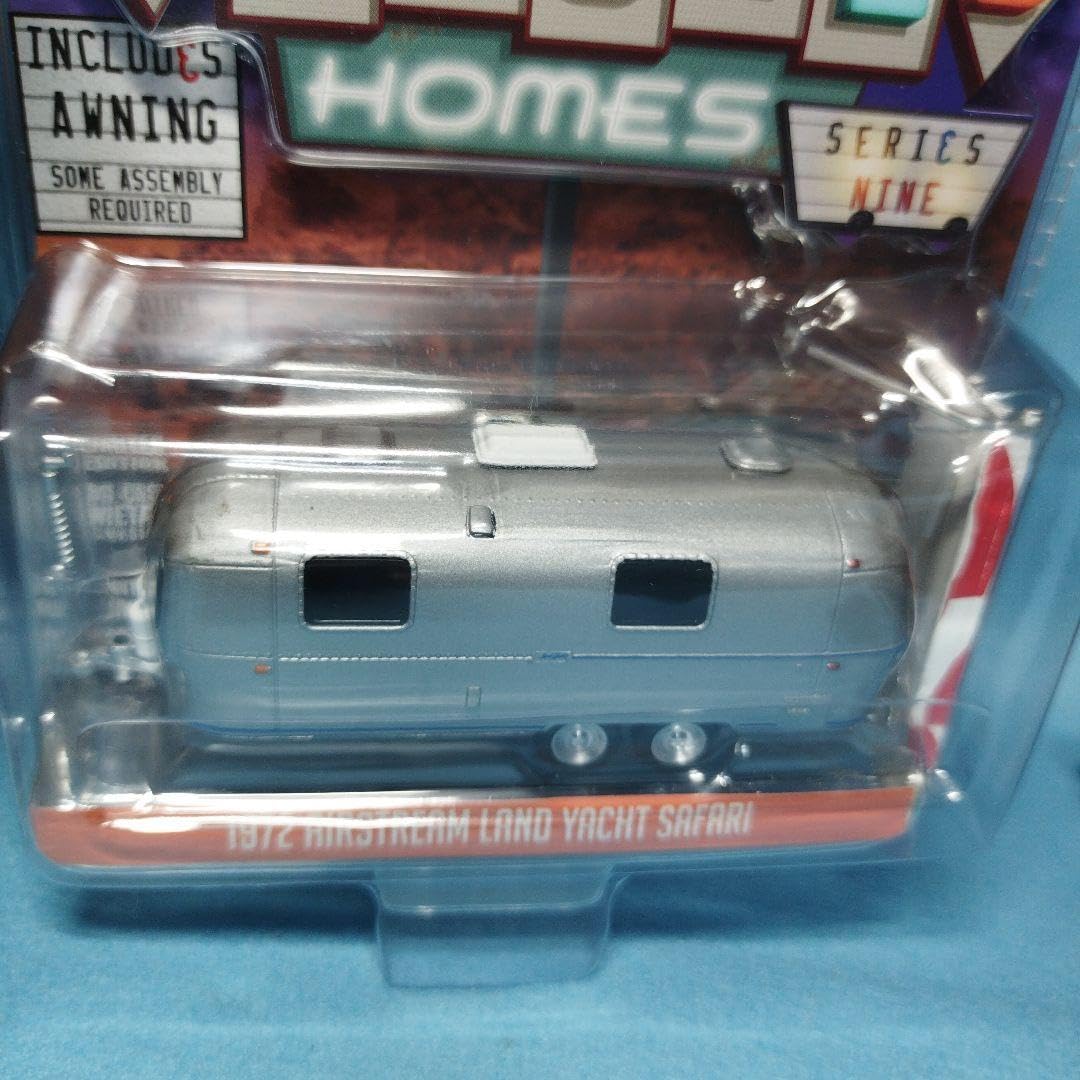 INCLUDES
AWNING
SOME ASSEMBLY
REQUIRED
HOMES
SERIES
NINE
1972 AIRSTREAM LAND YACHT SAFARI